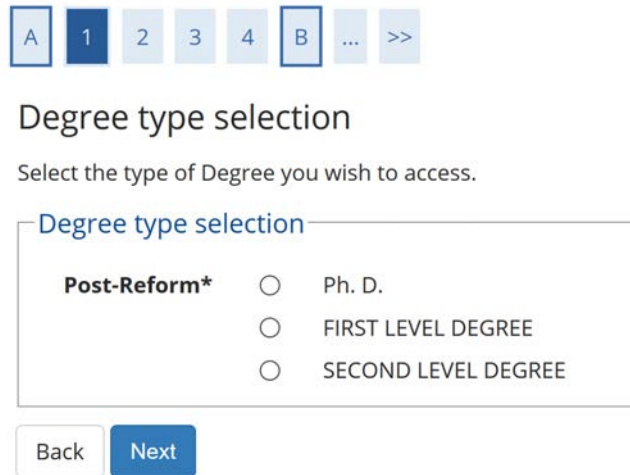 A 1 2 3 4 B ... >>
Degree type selection
Select the type of Degree you wish to access.
Degree type selection
Post-Reform* Ph. D.
FIRST LEVEL DEGREE
SECOND LEVEL DEGREE
Back Next